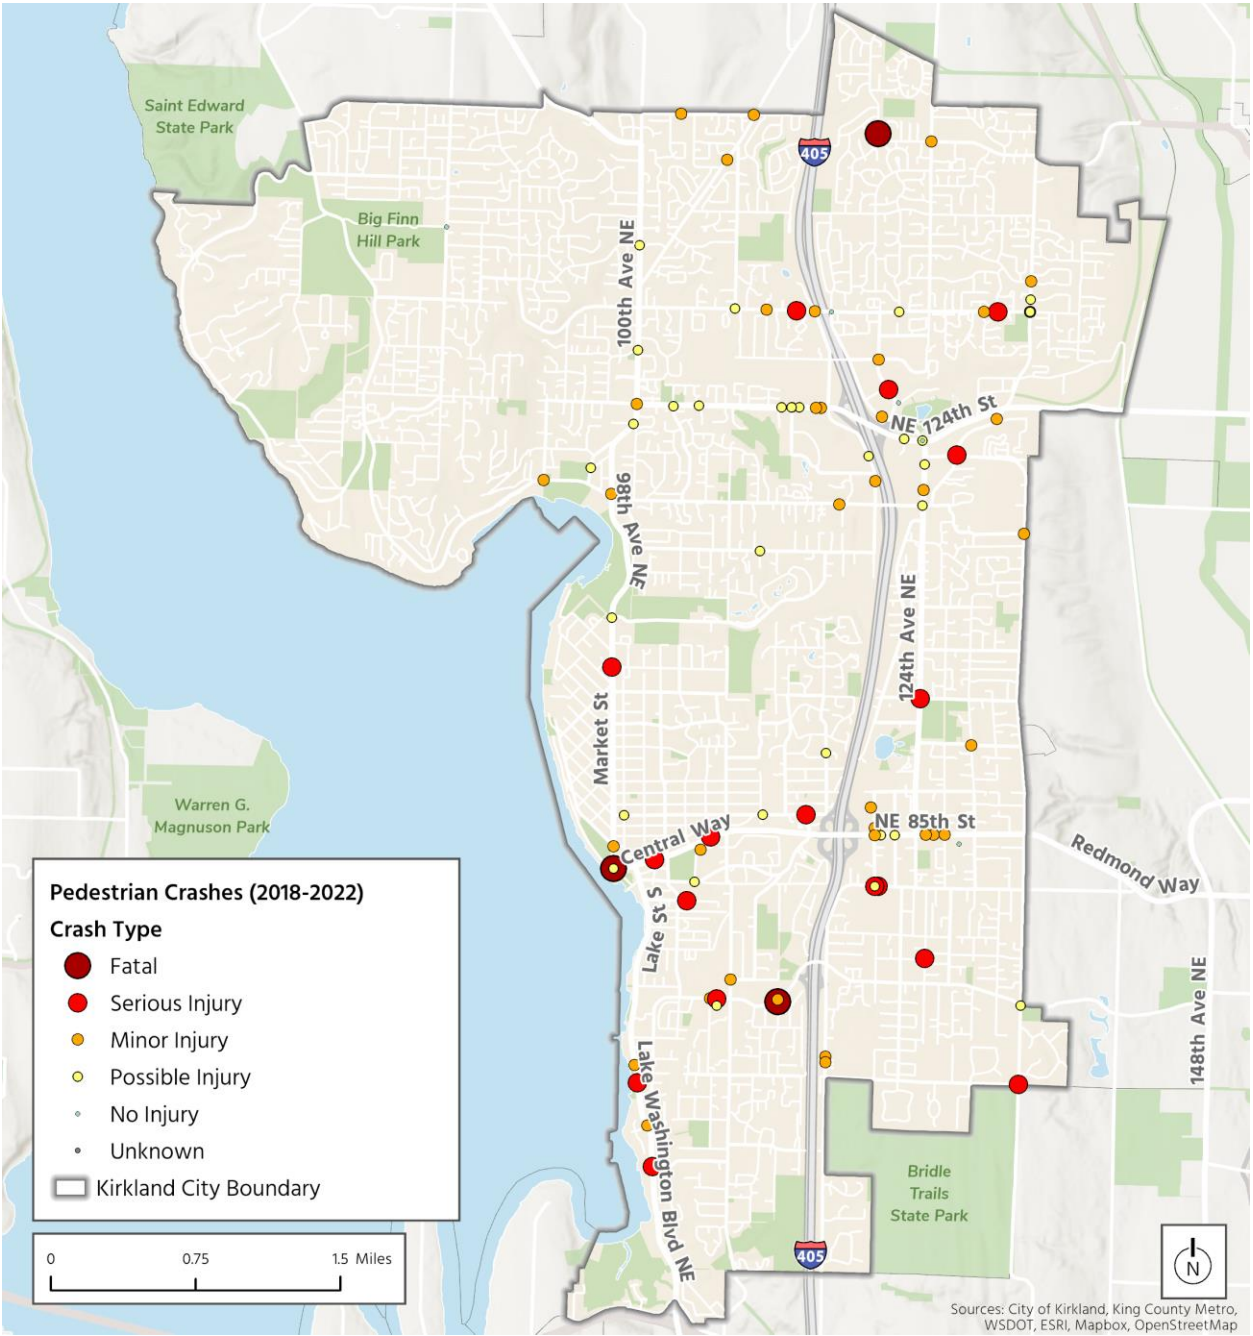 Saint Edward
State Park
405
Big Finn
Hill Park
100th Ave NE
NE 124th St
98th Ave NE
124th Ave NE
Market St
Warren G.
Magnuson Park
NE 85th St
Central Way
Redmond Way
Lake St S
148th Ave NE
Lake Washington Blvd NE
Bridle
Trails
State Park
405
Pedestrian Crashes (2018-2022)
Crash Type
Fatal
Serious Injury
Minor Injury
Possible Injury
No Injury
Unknown
Kirkland City Boundary
0 0.75 1.5 Miles
N
Sources: City of Kirkland, King County Metro,
WSDOT, ESRI, Mapbox, OpenStreetMap